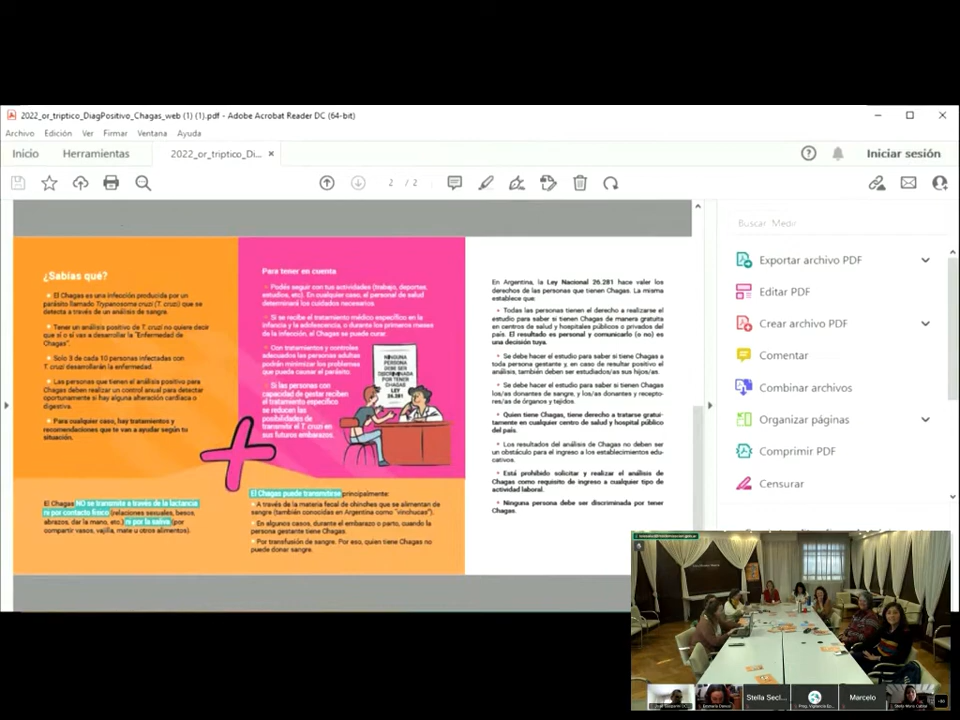 2022_or_triptico_DiagPositivo_Chagas_web (1) (1).pdf - Adobe Acrobat Reader DC (64-bit)
Archivo Edición Ver Firmar Ventana Ayuda
Inicio Herramientas 2022_or_triptico_Di... × Iniciar sesión
2 / 2
¿Sabías qué?
El Chagas es una infección producida por un
parásito llamado Trypanosoma cruzi (T. cruzi) que se
detecta a través de un análisis de sangre.
Tener un análisis positivo de T. cruzi no quiere decir
que sí o sí vas a desarrollar la "Enfermedad de
Chagas".
Solo 3 de cada 10 personas infectadas con
T. cruzi desarrollarán la enfermedad.
Las personas que tienen el análisis positivo para
Chagas deben realizar un control anual para detectar
oportunamente si hay alguna alteración cardíaca o
digestiva.
Para cualquier caso, hay tratamientos y
recomendaciones que te van a ayudar según tu
situación.
El Chagas NO se transmite a través de la lactancia
ni por contacto físico (relaciones sexuales, besos,
abrazos, dar la mano, etc.) ni por la saliva (por
compartir vasos, vajilla, mate u otros alimentos).
Para tener en cuenta
Podés seguir con tus actividades (trabajo, deportes,
estudios, etc). En cualquier caso, el personal de salud
determinará los cuidados necesarios.
Si se recibe el tratamiento médico específico en la
infancia y la adolescencia, o durante los primeros meses
de la infección, el Chagas se puede curar.
Con tratamientos y controles
adecuados las personas adultas
podrán minimizar los problemas
que puede causar el parásito.
Si las personas con
capacidad de gestar reciben
el tratamiento específico
se reducen las
posibilidades de
transmitir el T. cruzi en
sus futuros embarazos.
NINGUNA
PERSONA
DEBE SER
DISCRIMINADA
POR TENER
CHAGAS
LEY
26.281
El Chagas puede transmitirse principalmente:
A través de la materia fecal de chinches que se alimentan de
sangre (también conocidas en Argentina como "vinchucas").
En algunos casos, durante el embarazo o parto, cuando la
persona gestante tiene Chagas.
Por transfusión de sangre. Por eso, quien tiene Chagas no
puede donar sangre.
En Argentina, la Ley Nacional 26.281 hace valer los
derechos de las personas que tienen Chagas. La misma
establece que:
• Todas las personas tienen el derecho a realizarse el
estudio para saber si tienen Chagas de manera gratuita
en centros de salud y hospitales públicos o privados del
país. El resultado es personal y comunicarlo (o no) es
una decisión tuya.
• Se debe hacer el estudio para saber si tiene Chagas a
toda persona gestante y, en caso de resultar positivo el
análisis, también deben ser estudiados/as sus hijos/as.
• Se debe hacer el estudio para saber si tienen Chagas
los/as donantes de sangre, y los/as donantes y recepto-
res/as de órganos y tejidos.
• Quien tiene Chagas, tiene derecho a tratarse gratui-
tamente en cualquier centro de salud y hospital público
del país.
• Los resultados del análisis de Chagas no deben ser
un obstáculo para el ingreso a los establecimientos edu-
cativos.
• Está prohibido solicitar y realizar el análisis de
Chagas como requisito de ingreso a cualquier tipo de
actividad laboral.
• Ninguna persona debe ser discriminada por tener
Chagas.
Exportar archivo PDF
Editar PDF
Crear archivo PDF
Comentar
Combinar archivos
Organizar páginas
Comprimir PDF
Censurar
Stella Secl... Marcelo